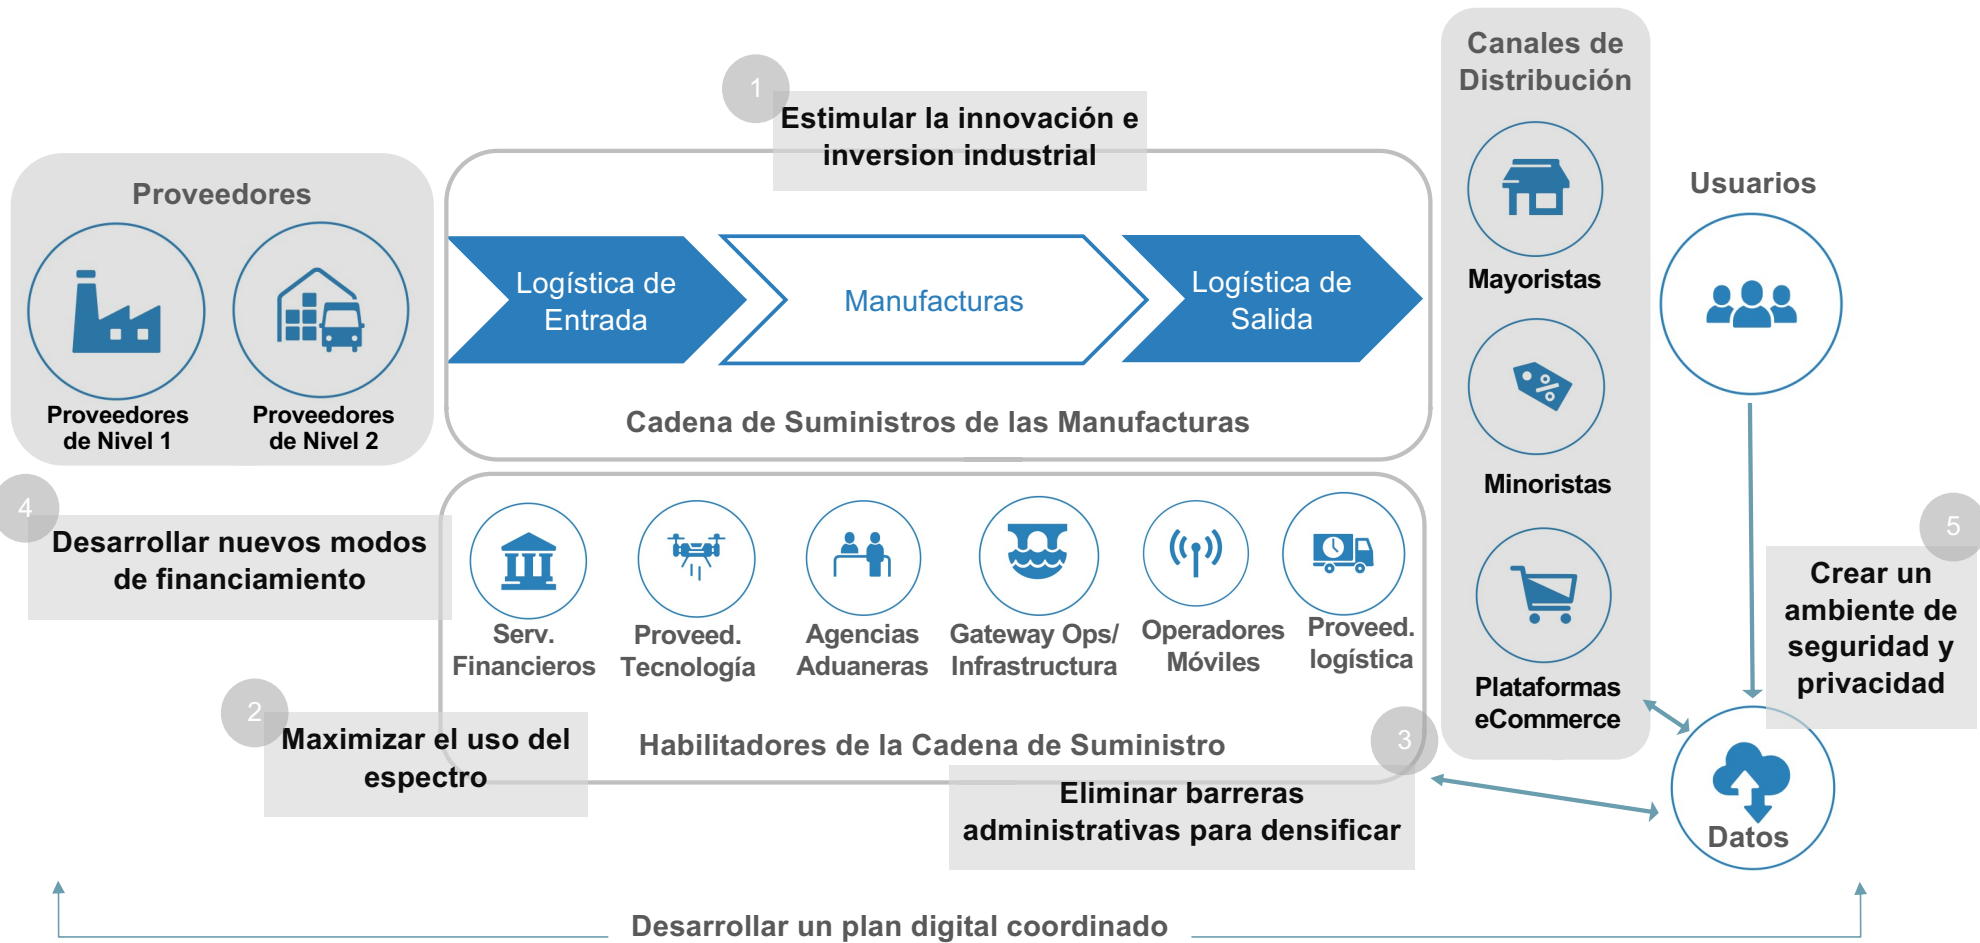 Canales de
Distribución
1
Estimular la innovación e
inversion industrial
Proveedores
Usuarios
Logística de
Entrada
Manufacturas
Logística de
Salida
Mayoristas
Proveedores
de Nivel 1
Proveedores
de Nivel 2
Cadena de Suministros de las Manufacturas
Minoristas
4
Desarrollar nuevos modos
de financiamiento
5
Crear un
ambiente de
seguridad y
privacidad
Serv.
Financieros
Proveed.
Tecnología
Agencias
Aduaneras
Gateway Ops/
Infrastructura
Operadores
Móviles
Proveed.
logística
Plataformas
eCommerce
2
Maximizar el uso del
espectro
Habilitadores de la Cadena de Suministro
3
Eliminar barreras
administrativas para densificar
Datos
Desarrollar un plan digital coordinado